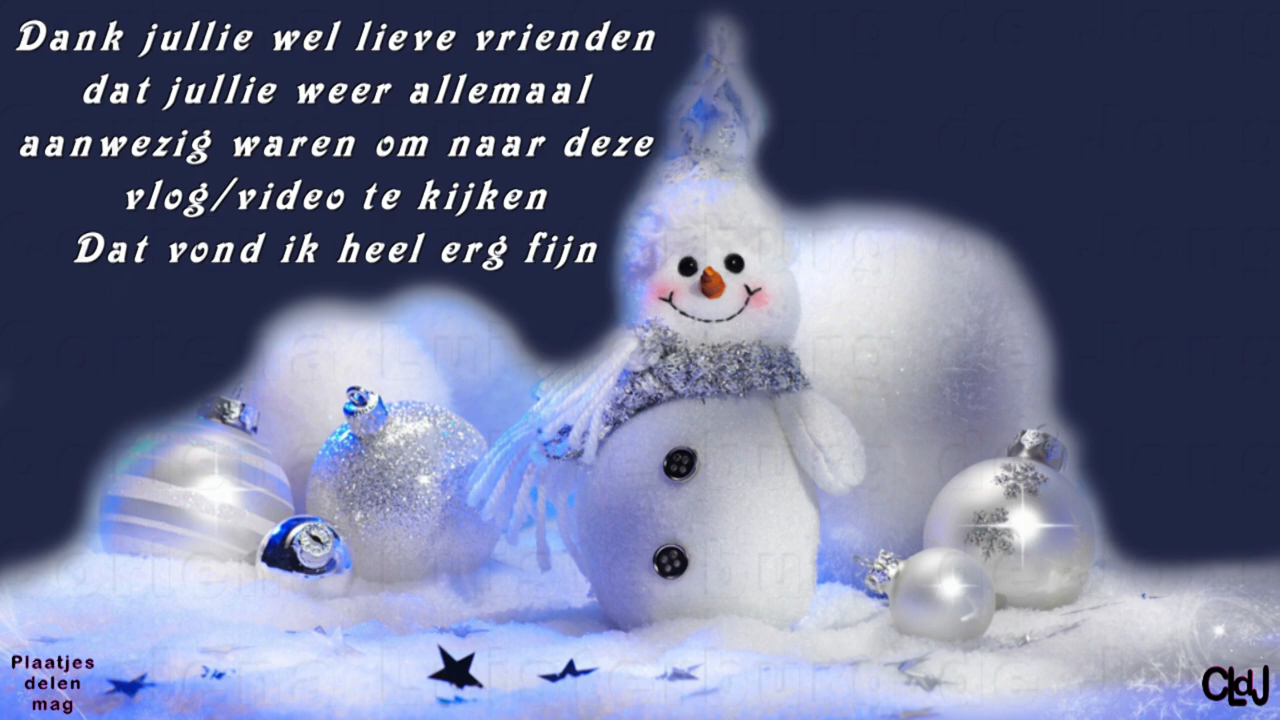 Dank jullie wel lieve vrienden
dat jullie weer allemaal
aanwezig waren om naar deze
vlog/video te kijken
Dat vond ik heel erg fijn
Plaatjes
delen
mag
CLdJ